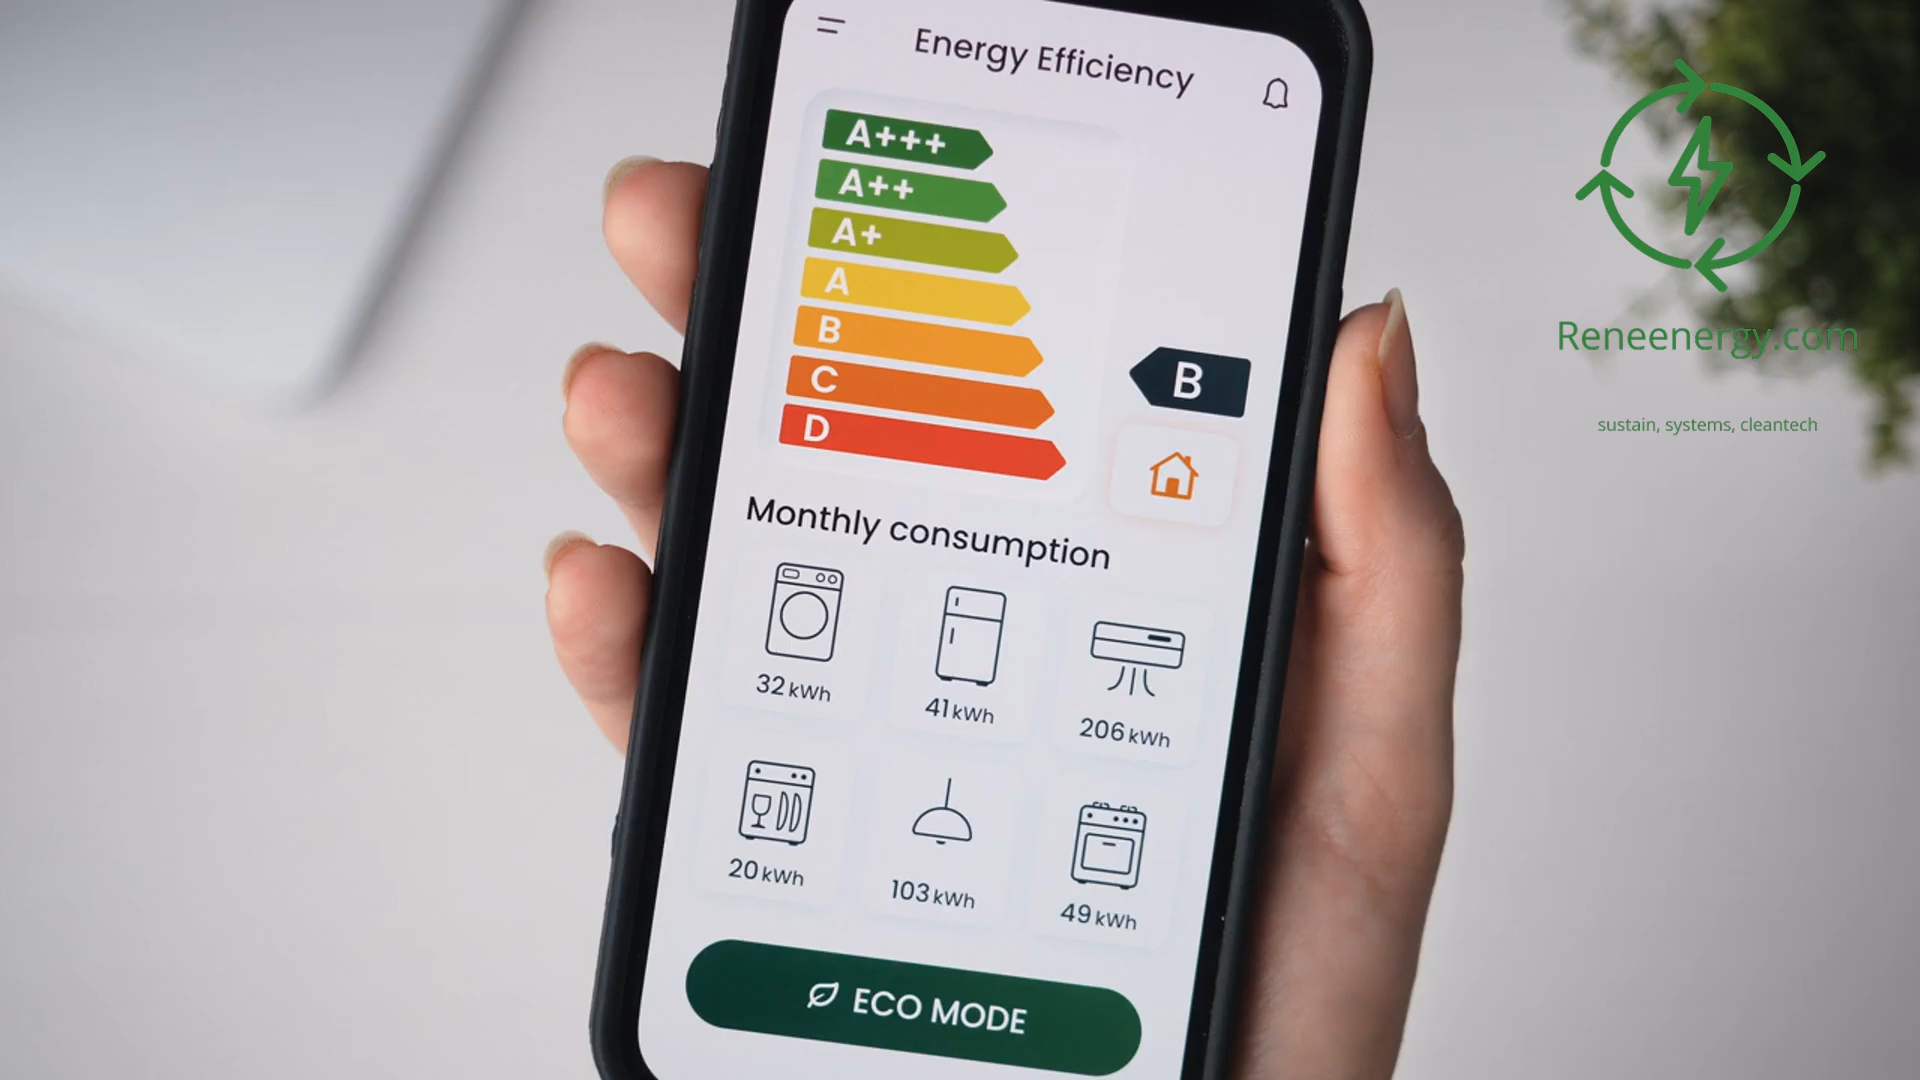 Energy Efficiency
A+++
A++
A+
A
B
C
D
B
Monthly consumption
32 kWh
41 kWh
206 kWh
20 kWh
103 kWh
49 kWh
ECO MODE
Reneenergy.com
sustain, systems, cleantech